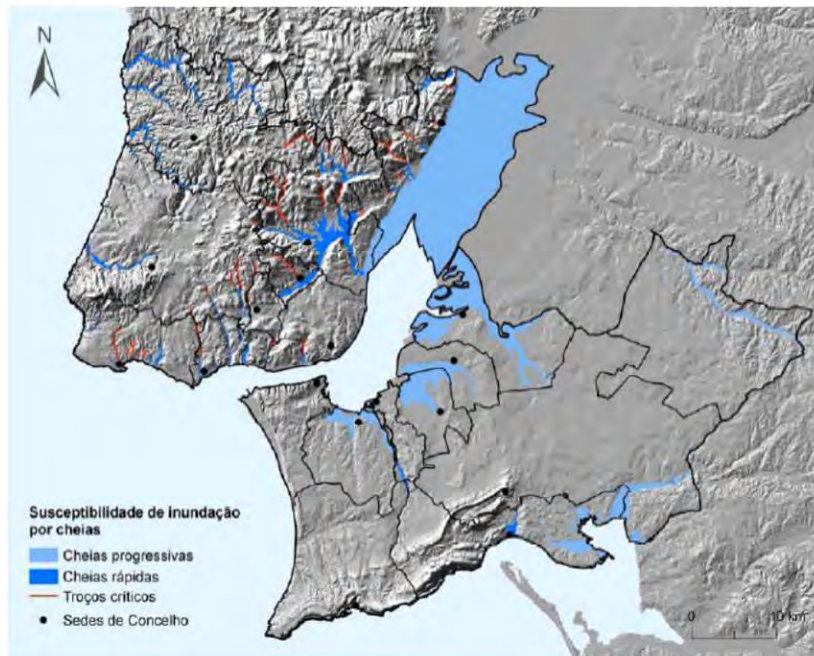 N
Susceptibilidade de inundação
por cheias
Cheias progressivas
Cheias rápidas
Troços críticos
Sedes de Concelho
0 10 km